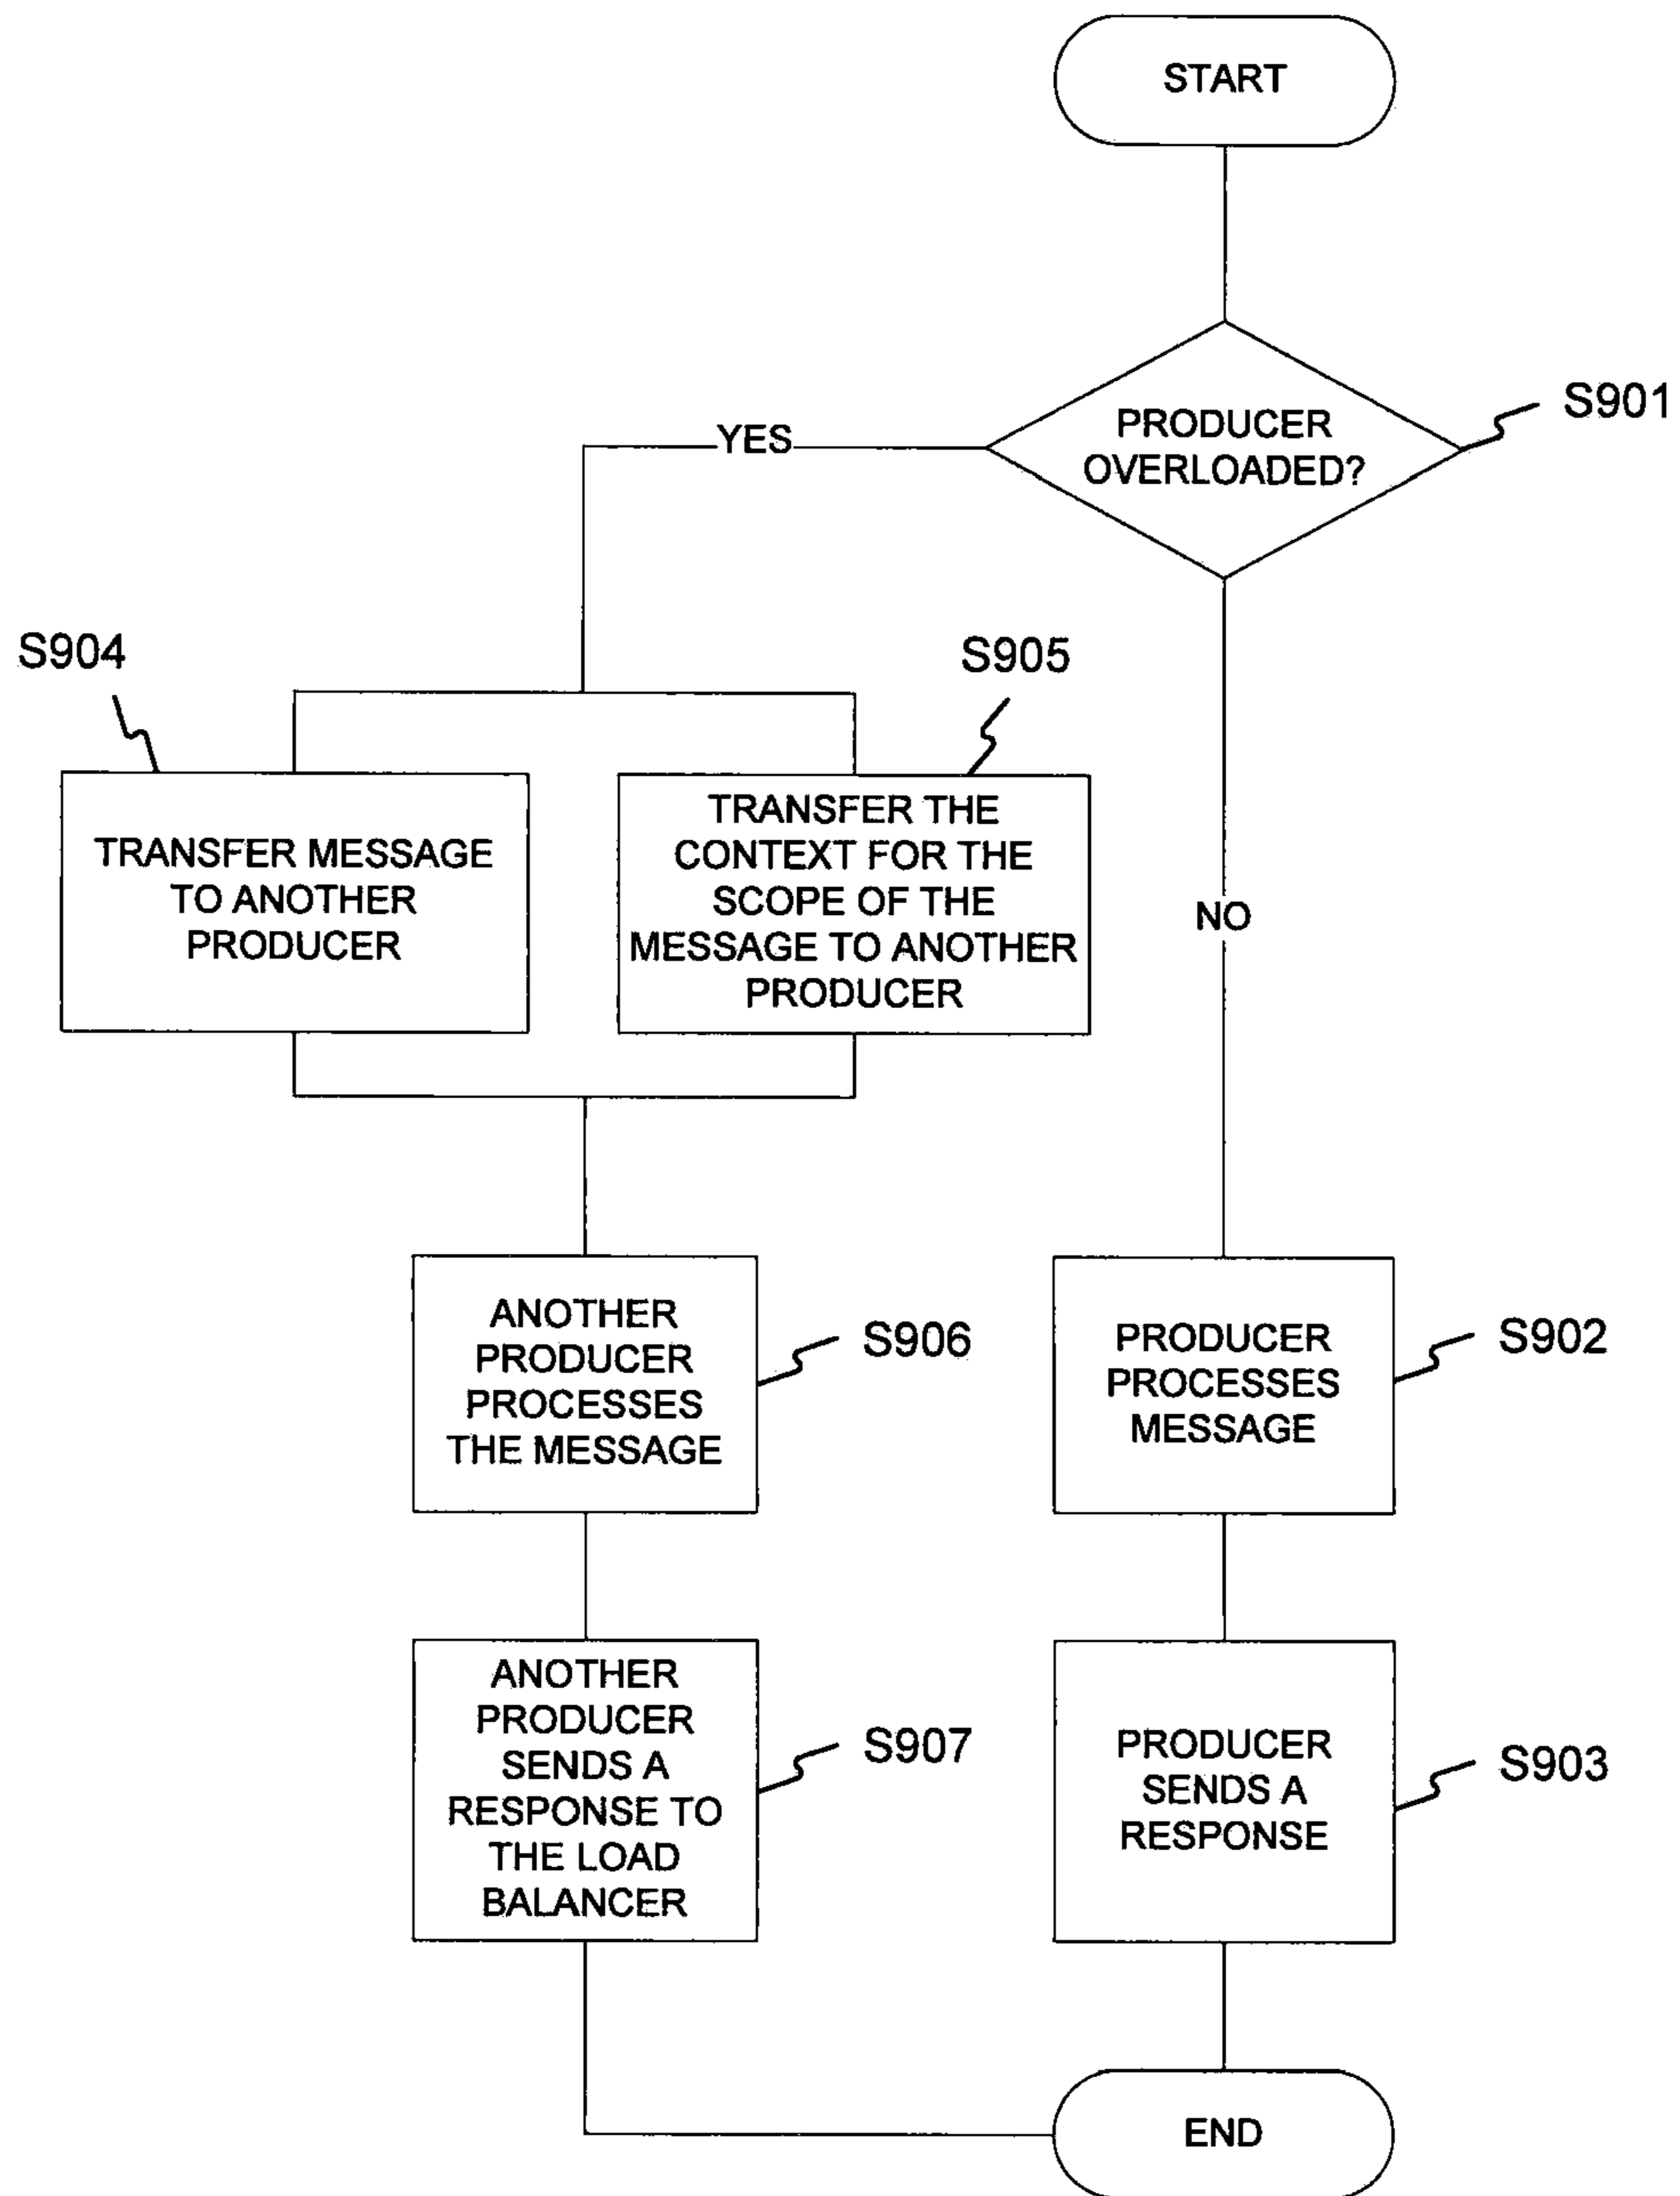 START
PRODUCER
OVERLOADED?
S901
YES
NO
S904
TRANSFER MESSAGE
TO ANOTHER
PRODUCER
S905
TRANSFER THE
CONTEXT FOR THE
SCOPE OF THE
MESSAGE TO ANOTHER
PRODUCER
ANOTHER
PRODUCER
PROCESSES
THE MESSAGE
S906
PRODUCER
PROCESSES
MESSAGE
S902
ANOTHER
PRODUCER
SENDS A
RESPONSE TO
THE LOAD
BALANCER
S907
PRODUCER
SENDS A
RESPONSE
S903
END